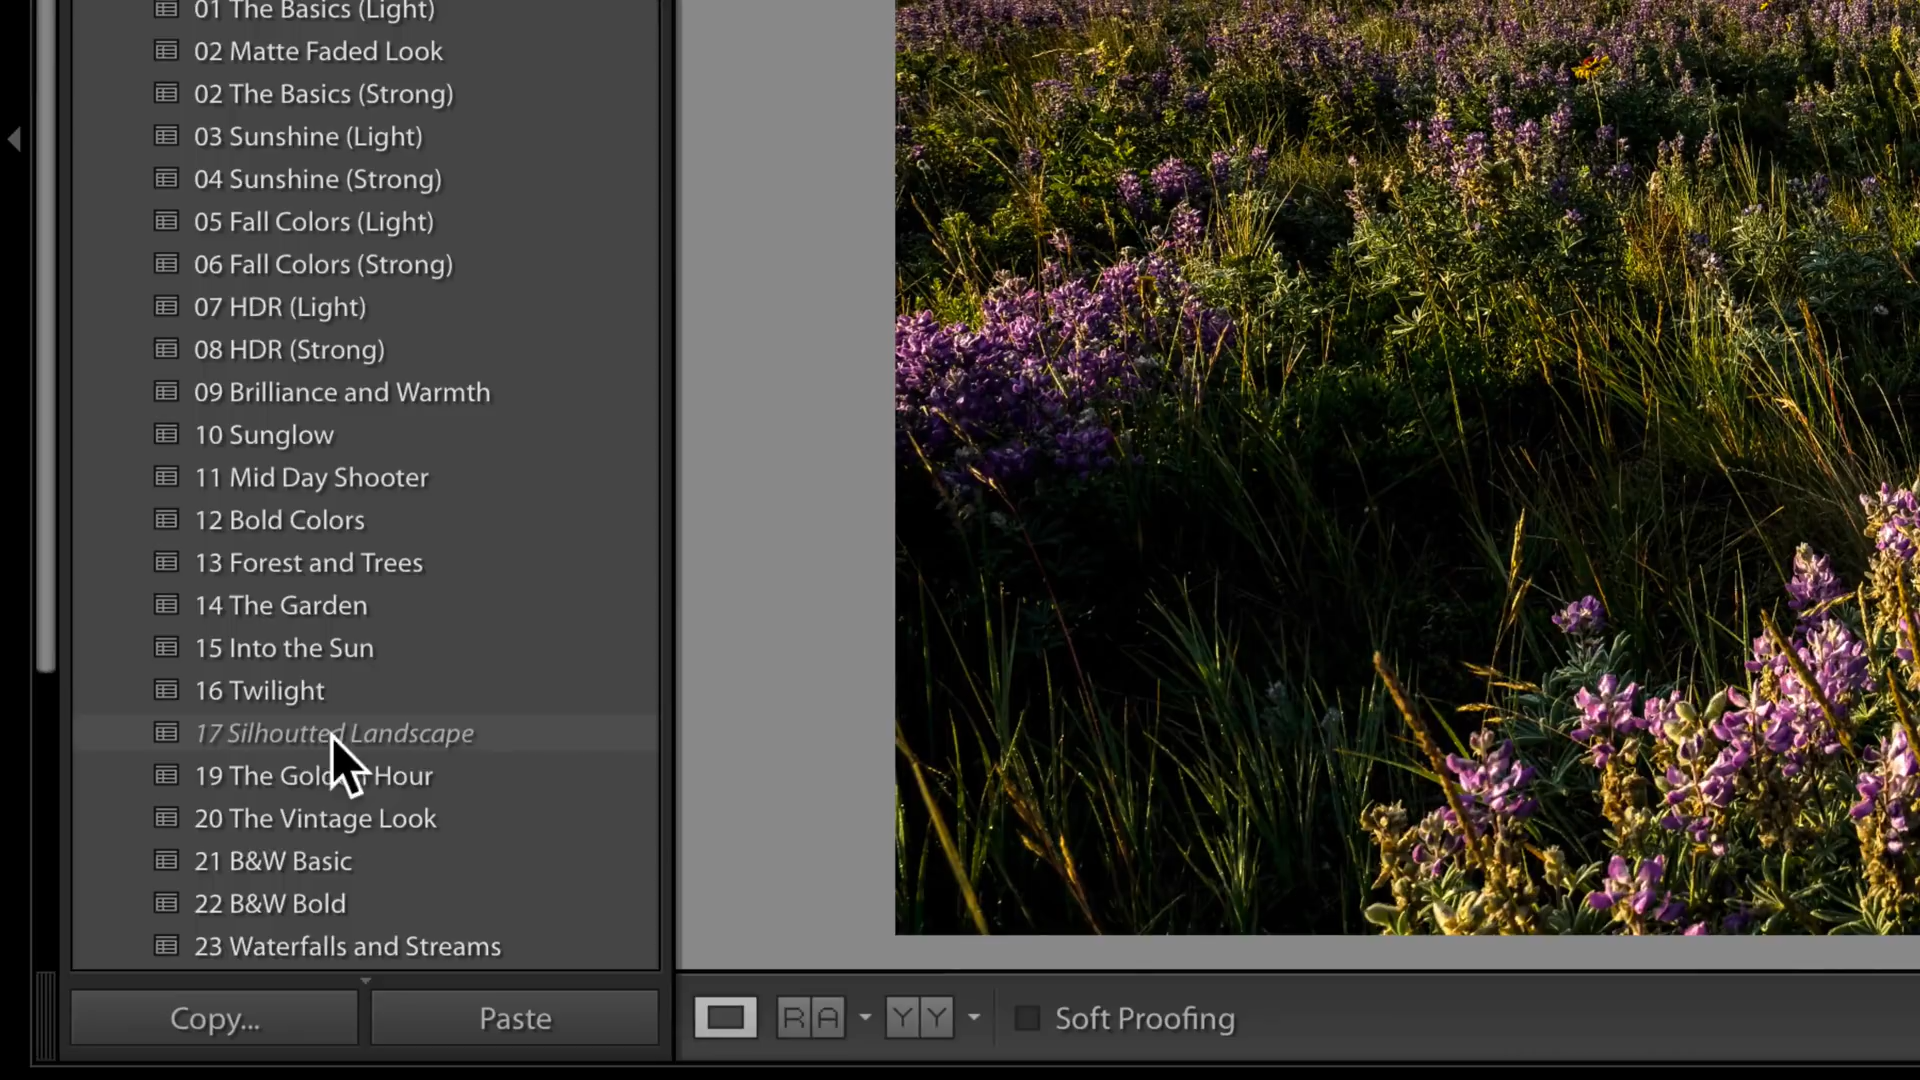 01 The Basics (Light)
02 Matte Faded Look
02 The Basics (Strong)
03 Sunshine (Light)
04 Sunshine (Strong)
05 Fall Colors (Light)
06 Fall Colors (Strong)
07 HDR (Light)
08 HDR (Strong)
09 Brilliance and Warmth
10 Sunglow
11 Mid Day Shooter
12 Bold Colors
13 Forest and Trees
14 The Garden
15 Into the Sun
16 Twilight
17 Silhoutted Landscape
19 The Golden Hour
20 The Vintage Look
21 B&W Basic
22 B&W Bold
23 Waterfalls and Streams
Copy... Paste R A Y Y Soft Proofing